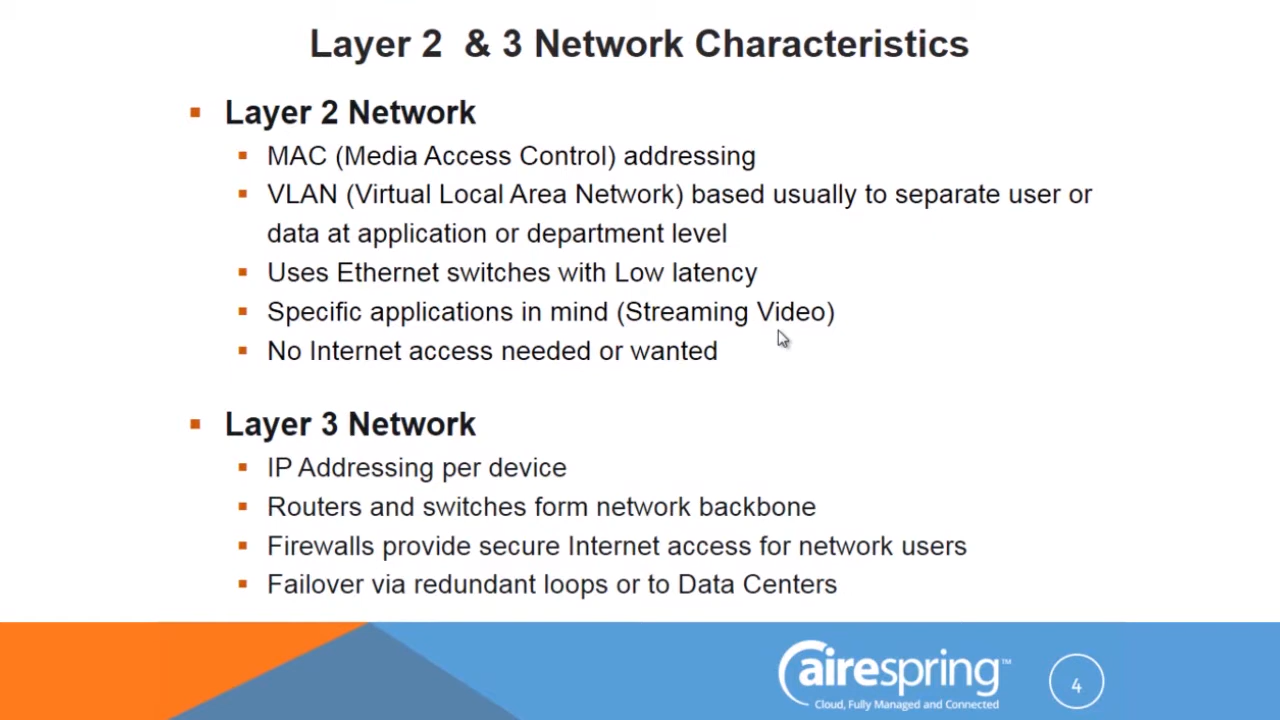 Layer 2 & 3 Network Characteristics
Layer 2 Network
MAC (Media Access Control) addressing
VLAN (Virtual Local Area Network) based usually to separate user or
data at application or department level
Uses Ethernet switches with Low latency
Specific applications in mind (Streaming Video)
No Internet access needed or wanted
Layer 3 Network
IP Addressing per device
Routers and switches form network backbone
Firewalls provide secure Internet access for network users
Failover via redundant loops or to Data Centers
airespring™
Cloud, Fully Managed and Connected
4